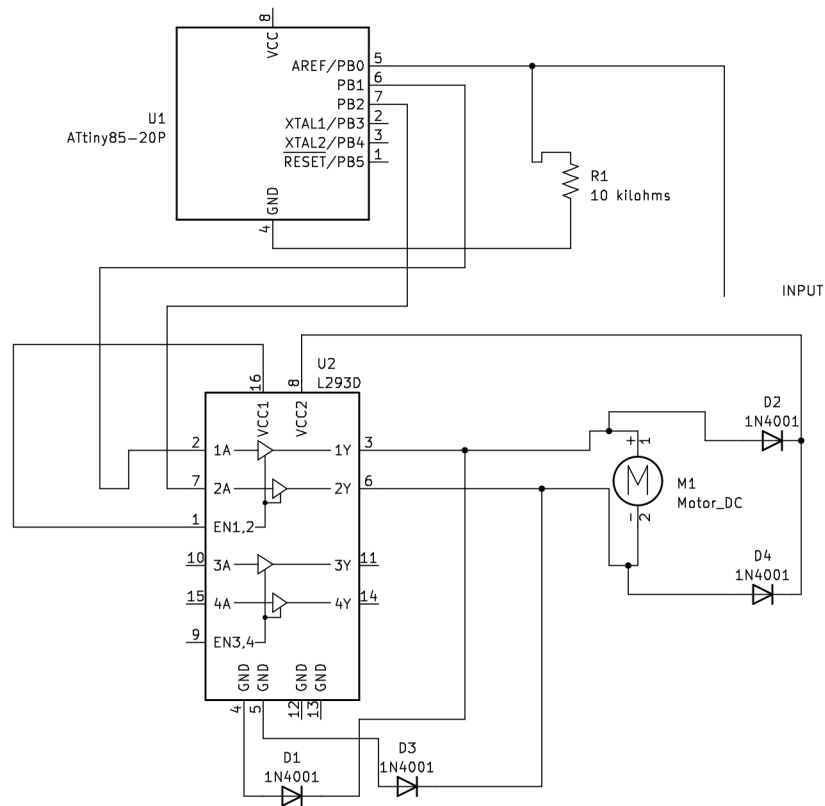 8
VCC
AREF/PB0 5
PB1 6
PB2 7
XTAL1/PB3 2
XTAL2/PB4 3
RESET/PB5 1
U1
ATtiny85-20P
GND
4
R1
10 kilohms
INPUT
U2
L293D
16
VCC1
8
VCC2
2 1A 1Y 3
7 2A 2Y 6
1 EN1,2
10 3A 3Y 11
15 4A 4Y 14
9 EN3,4
GND
4
GND
5
GND
12
GND
13
D2
1N4001
+ 1
M
- 2
M1
Motor_DC
D4
1N4001
D1
1N4001
D3
1N4001